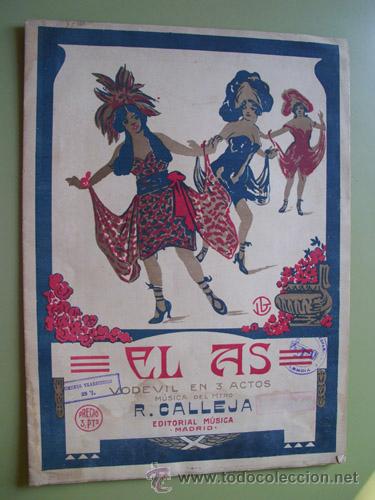 EL AS
VODEVIL EN 3 ACTOS
MÚSICA DEL MTRO
R. CALLEJA
EDITORIAL MÚSICA
- MADRID -
PRECIO
3, PTS
todocoleccion
www.todocoleccion.net